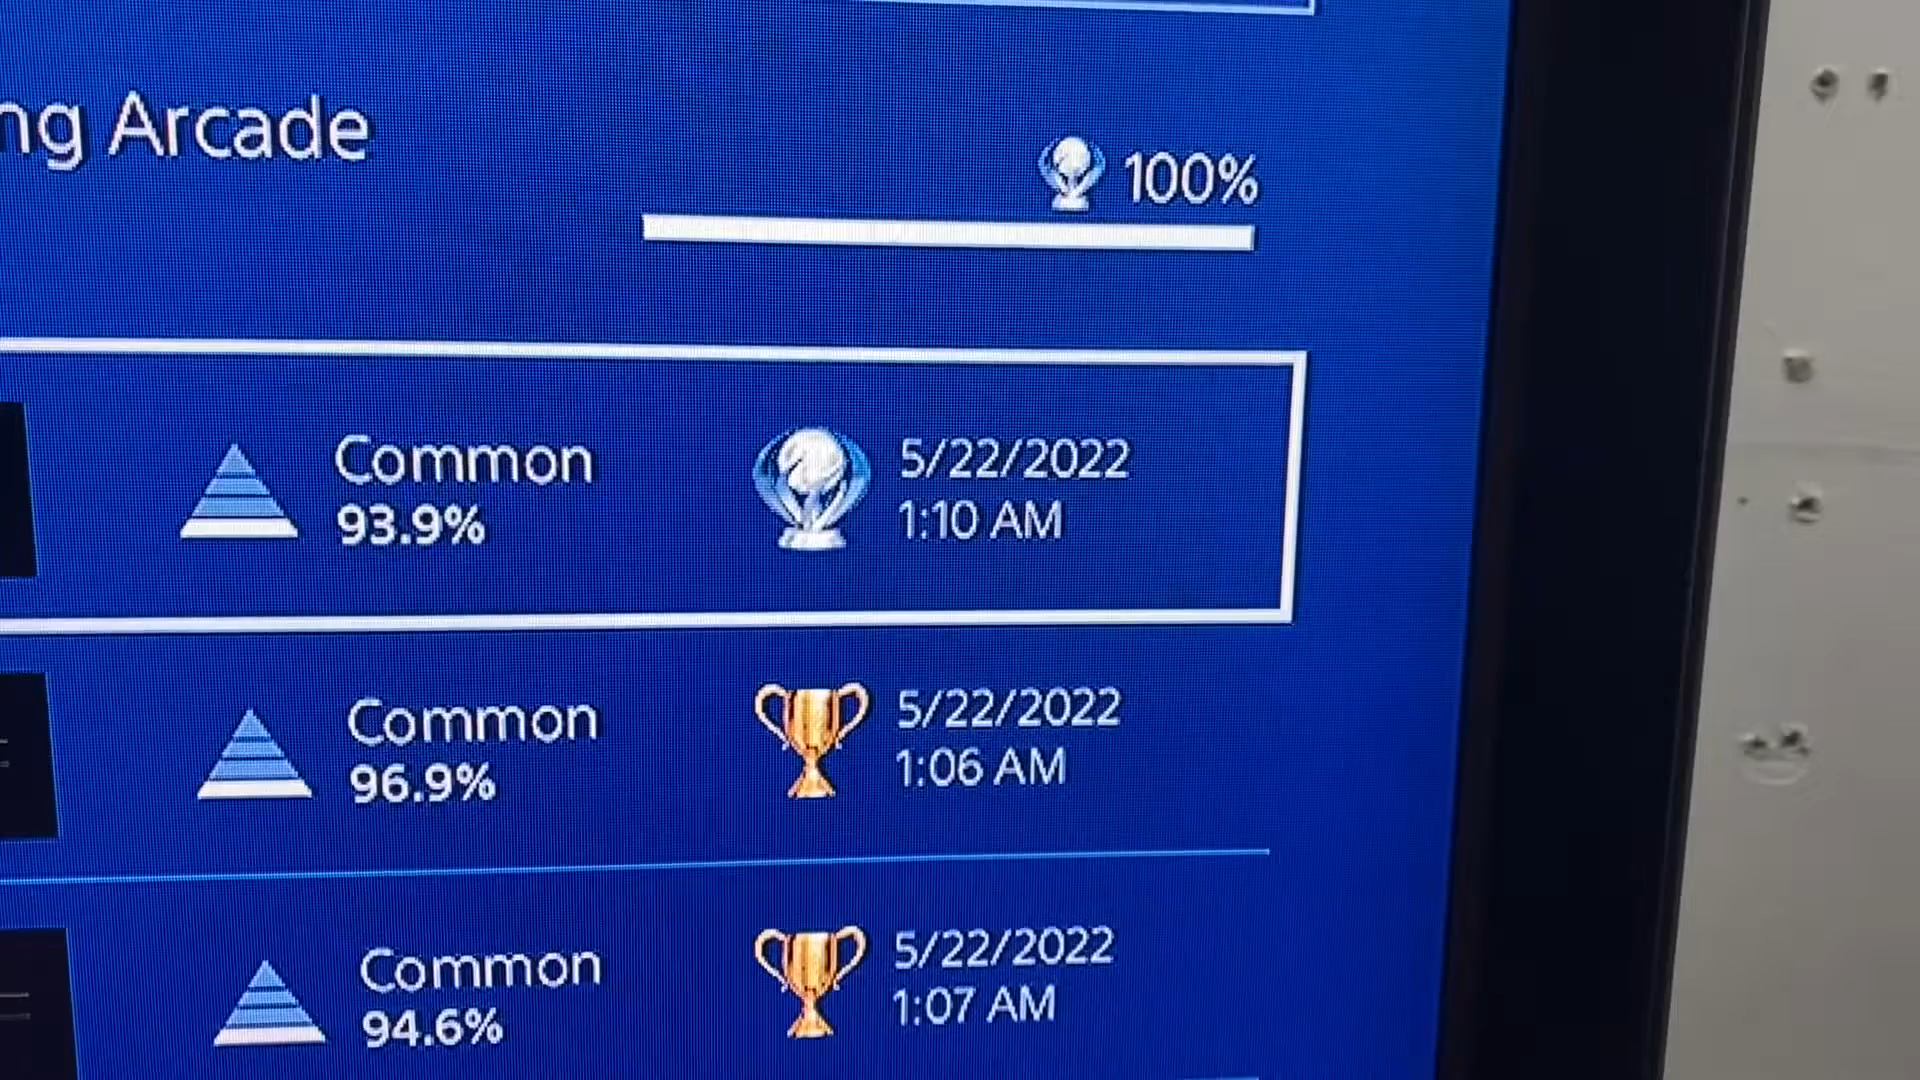 ng Arcade
100%
Common
93.9%
5/22/2022
1:10 AM
Common
96.9%
5/22/2022
1:06 AM
Common
94.6%
5/22/2022
1:07 AM